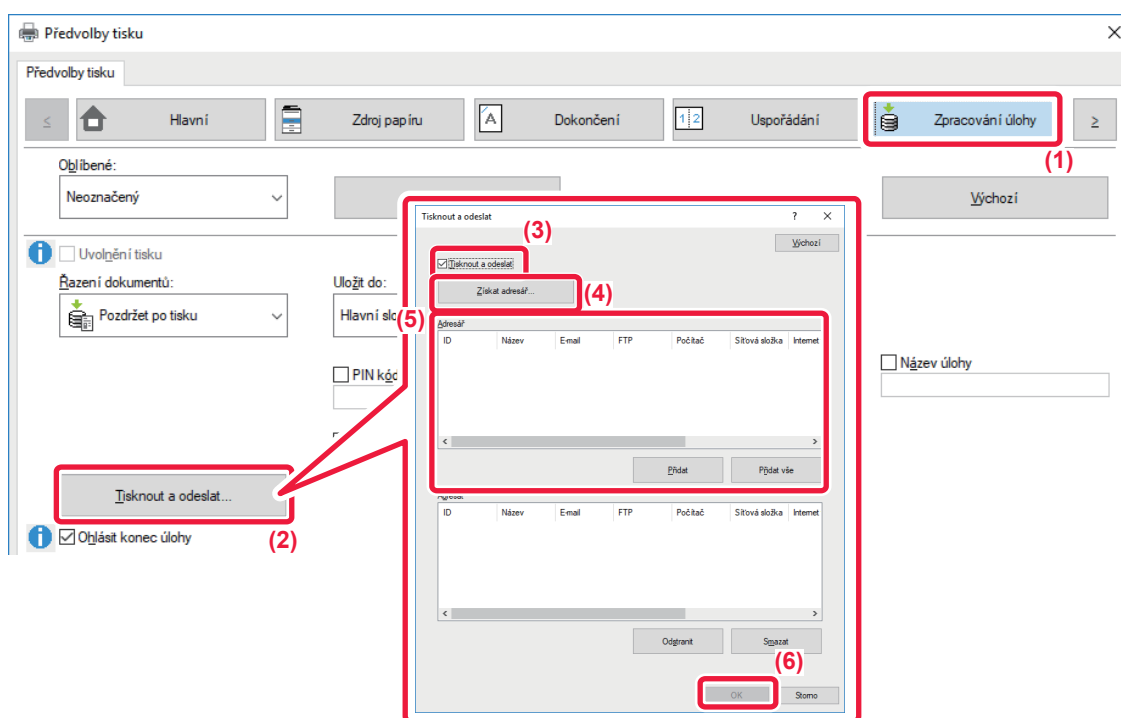 Předvolby tisku
Předvolby tisku
≤ Hlavní Zdroj papíru Dokončení Uspořádání Zpracování úlohy ≥
(1)
Oblíbené:
Neoznačený
Výchozí
Uvolnění tisku
Řazení dokumentů:
Pozdržet po tisku
Uložit do:
Hlavní slo
PIN kód
Název úlohy
Tisknout a odeslat...
(2)
Ohlásit konec úlohy
Tisknout a odeslat ? ×
(3)
Výchozí
Tisknout a odeslat
Získat adresář...
(4)
(5)
Adresář
ID Název E-mail FTP Počítač Síťová složka Internet
Přidat Přidat vše
ID Název E-mail FTP Počítač Síťová složka Internet
Odstranit Smazat
(6)
OK Storno